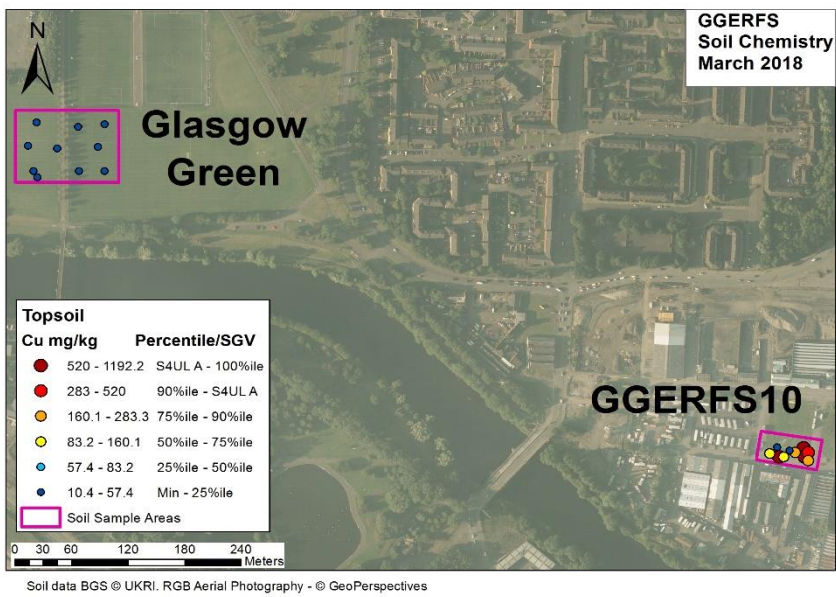 GGERFS
Soil Chemistry
March 2018
N
Glasgow
Green
Topsoil
Cu mg/kg Percentile/SGV
520 - 1192.2 S4UL A - 100%ile
283 - 520 90%ile - S4UL A
160.1 - 283.3 75%ile - 90%ile
83.2 - 160.1 50%ile - 75%ile
57.4 - 83.2 25%ile - 50%ile
10.4 - 57.4 Min - 25%ile
Soil Sample Areas
GGERFS10
0 30 60 120 180 240
Meters
Soil data BGS © UKRI. RGB Aerial Photography - © GeoPerspectives